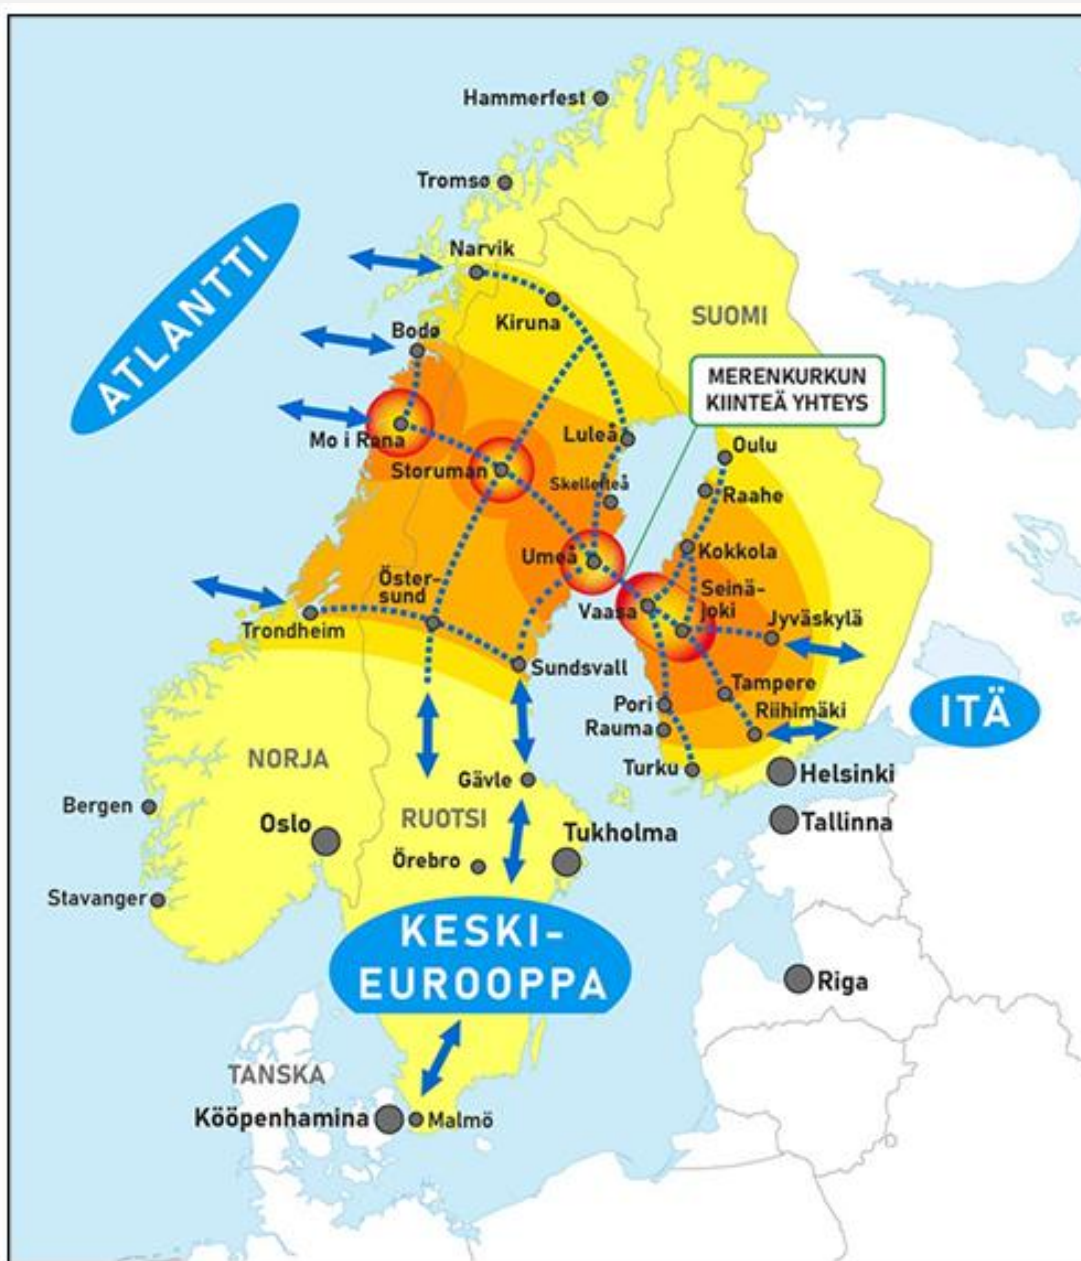 Hammerfest
Tromsø
Narvik
ATLANTTI
Kiruna
SUOMI
Bodø
MERENKURKUN
KIINTEÄ YHTEYS
Mo i Rana
Luleå
Oulu
Storuman
Skellefteå
Raahe
Umeå
Kokkola
Öster-
sund
Vaasa
Seinä-
joki
Jyväskylä
Trondheim
Sundsvall
Tampere
Pori
Riihimäki
ITÄ
Rauma
NORJA
Turku
Helsinki
Gävle
Bergen
Oslo
RUOTSI
Tukholma
Tallinna
Örebro
Stavanger
KESKI-
EUROOPPA
Riga
TANSKA
Kööpenhamina
Malmö